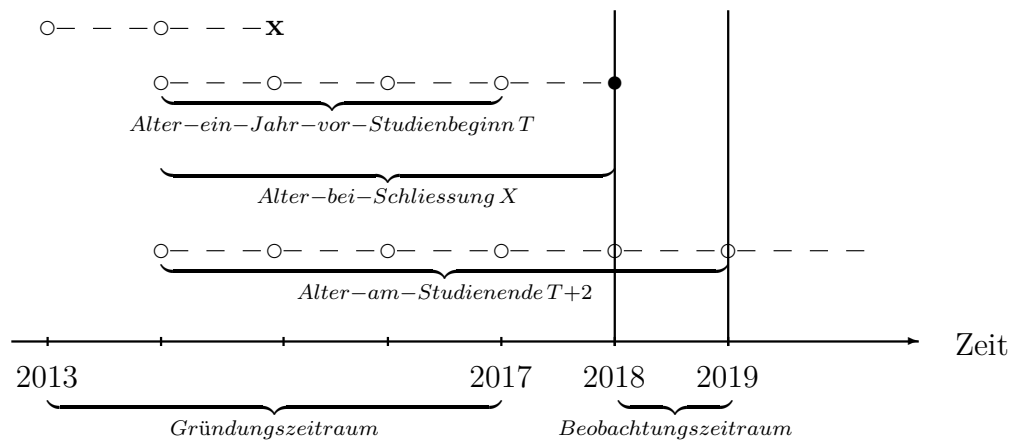 x
Alter−ein−Jahr−vor−Studienbeginn T
Alter−bei−Schliessung X
Alter−am−Studienende T+2
Zeit
2013 2017 2018 2019
Gründungszeitraum Beobachtungszeitraum